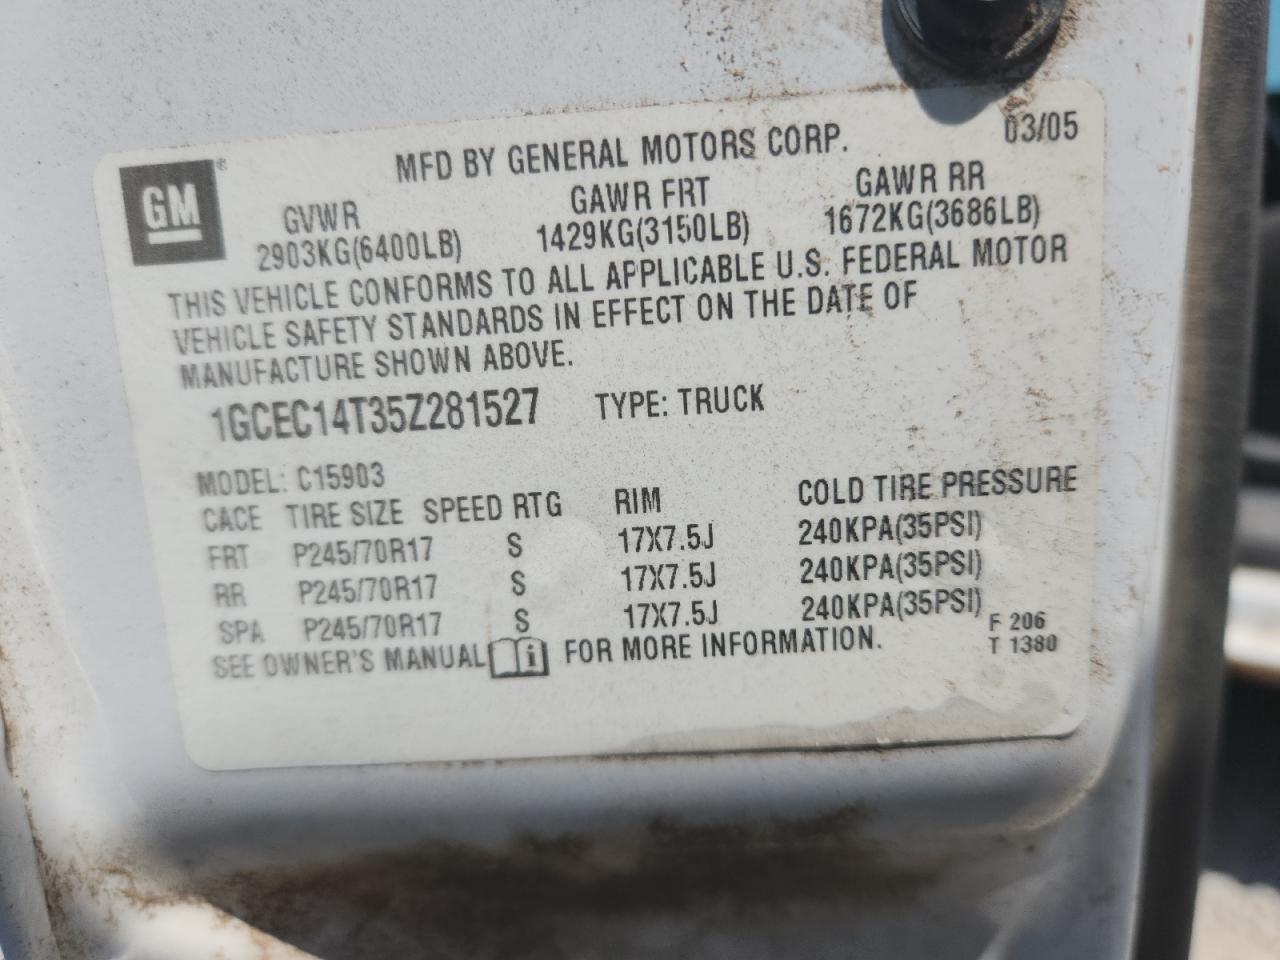 GM®
MFD BY GENERAL MOTORS CORP.
03/05
GVWR GAWR FRT GAWR RR
2903KG(6400LB) 1429KG(3150LB) 1672KG(3686LB)
THIS VEHICLE CONFORMS TO ALL APPLICABLE U.S. FEDERAL MOTOR
VEHICLE SAFETY STANDARDS IN EFFECT ON THE DATE OF
MANUFACTURE SHOWN ABOVE.
1GCEC14T35Z281527 TYPE: TRUCK
MODEL: C15903
CACE TIRE SIZE SPEED RTG RIM COLD TIRE PRESSURE
FRT P245/70R17 S 17X7.5J 240KPA(35PSI)
RR P245/70R17 S 17X7.5J 240KPA(35PSI)
SPA P245/70R17 S 17X7.5J 240KPA(35PSI)
SEE OWNER'S MANUAL i FOR MORE INFORMATION.
F 206
T 1380